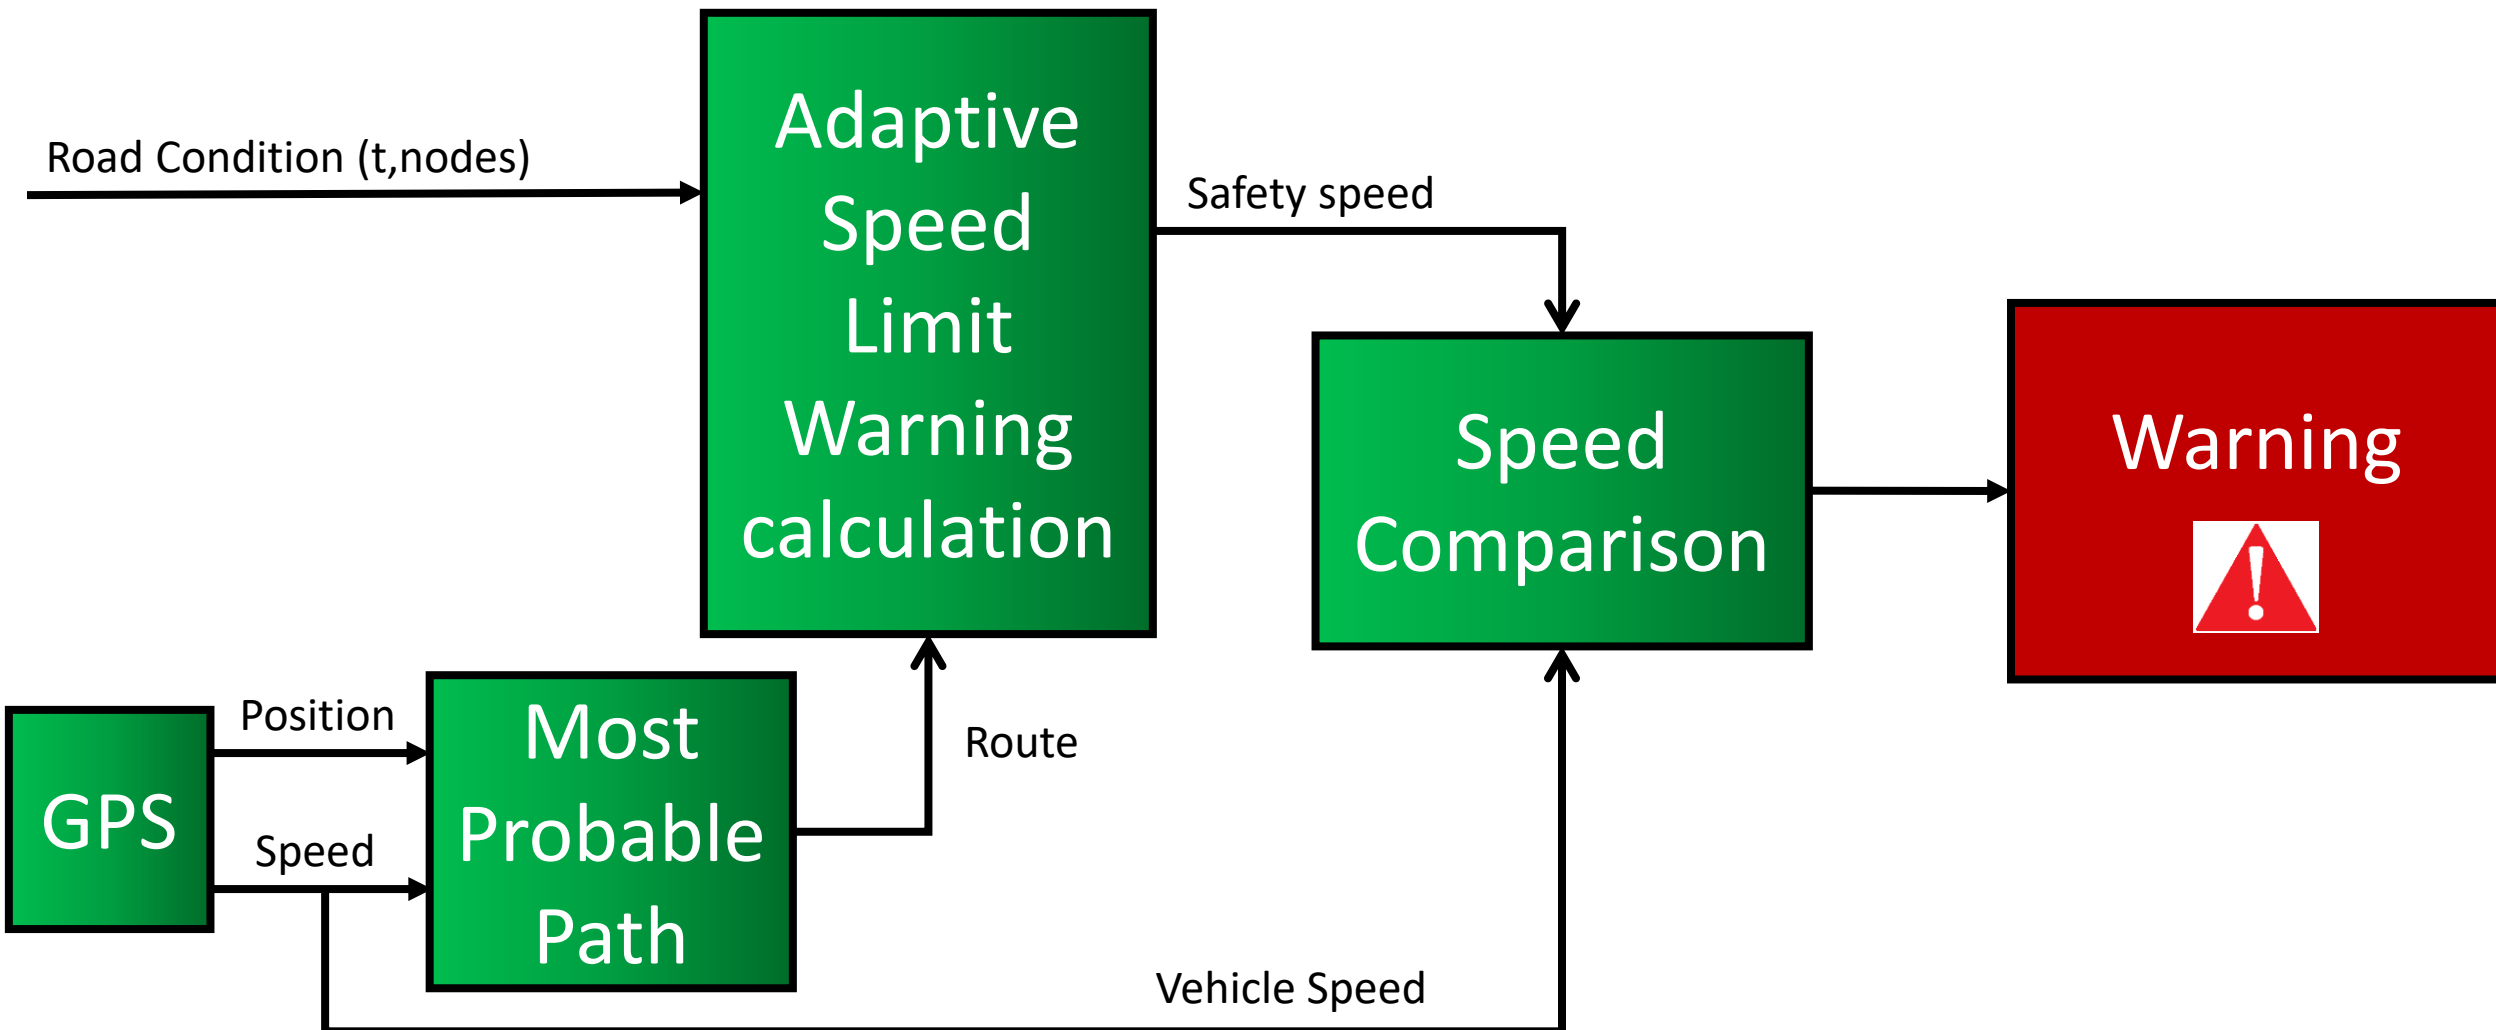 Road Condition (t,nodes)
Adaptive
Speed
Limit
Warning
calculation
Safety speed
Speed
Comparison
Warning
GPS
Position
Speed
Most
Probable
Path
Route
Vehicle Speed